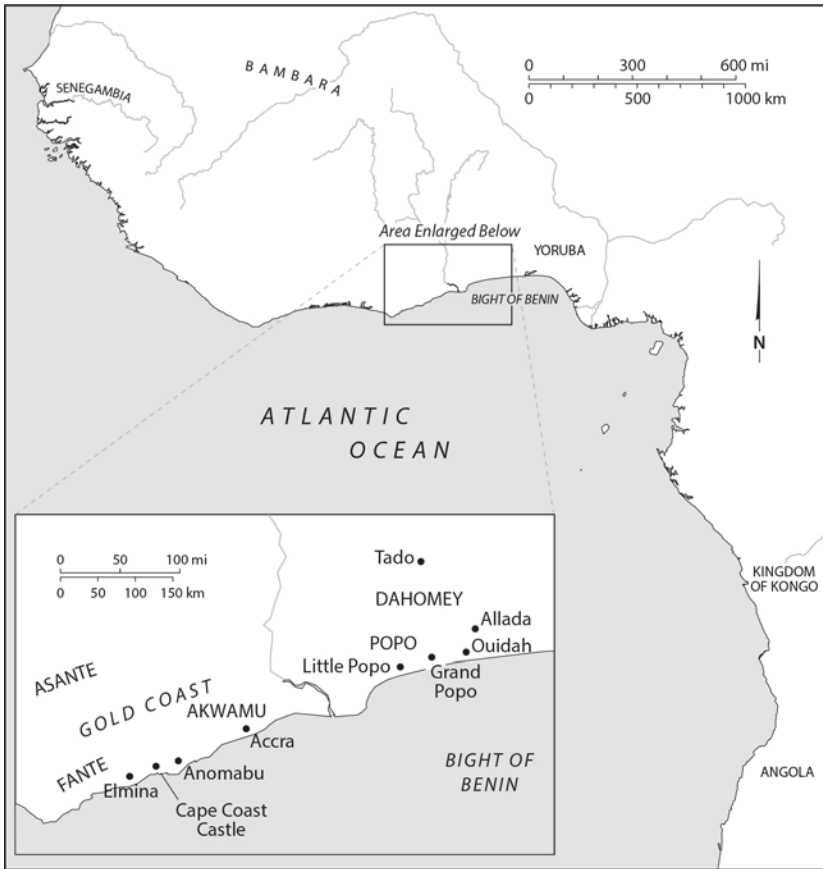 SENEGAMBIA
BAMBARA
0 300 600 mi
0 500 1000 km
Area Enlarged Below
YORUBA
BIGHT OF BENIN
N
ATLANTIC
OCEAN
KINGDOM
OF KONGO
ANGOLA
0 50 100 mi
0 50 100 150 km
Tado
DAHOMEY
Allada
POPO
Ouidah
Little Popo
Grand
Popo
ASANTE
GOLD COAST
AKWAMU
Accra
FANTE
Anomabu
Elmina
Cape Coast
Castle
BIGHT OF
BENIN